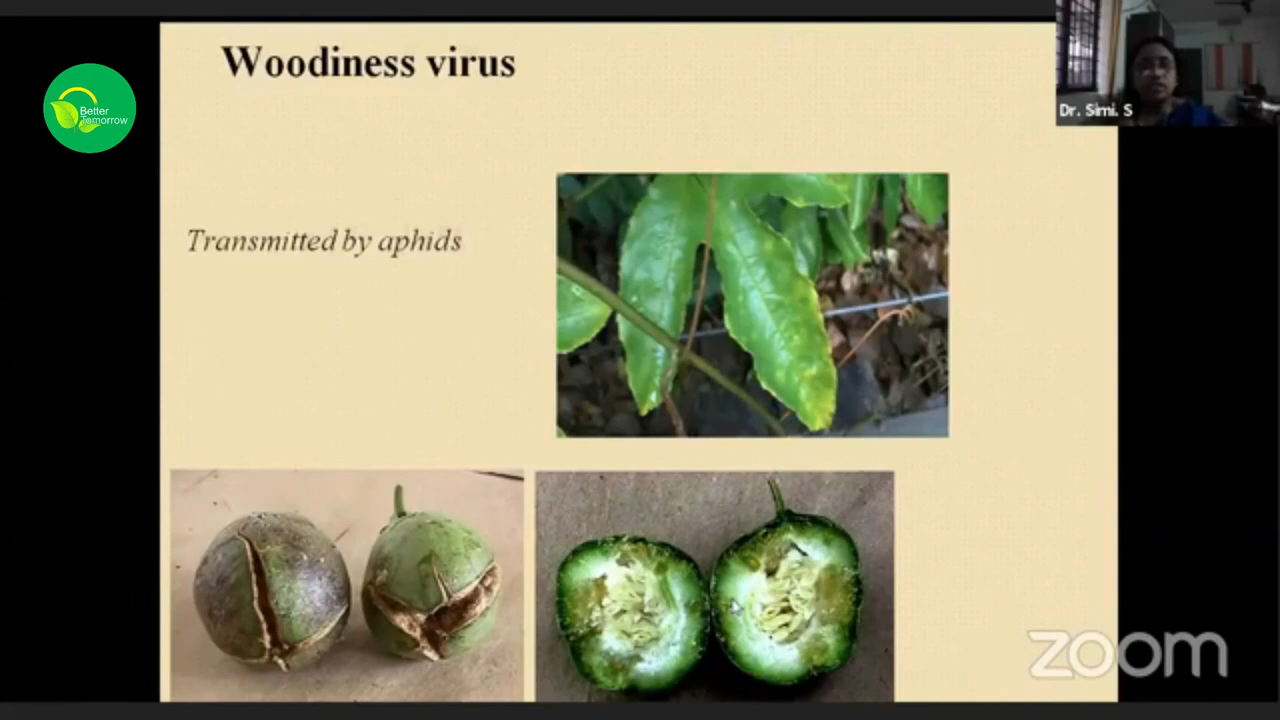 Woodiness virus
Better
Tomorrow
Dr. Simi. S
Transmitted by aphids
zoom